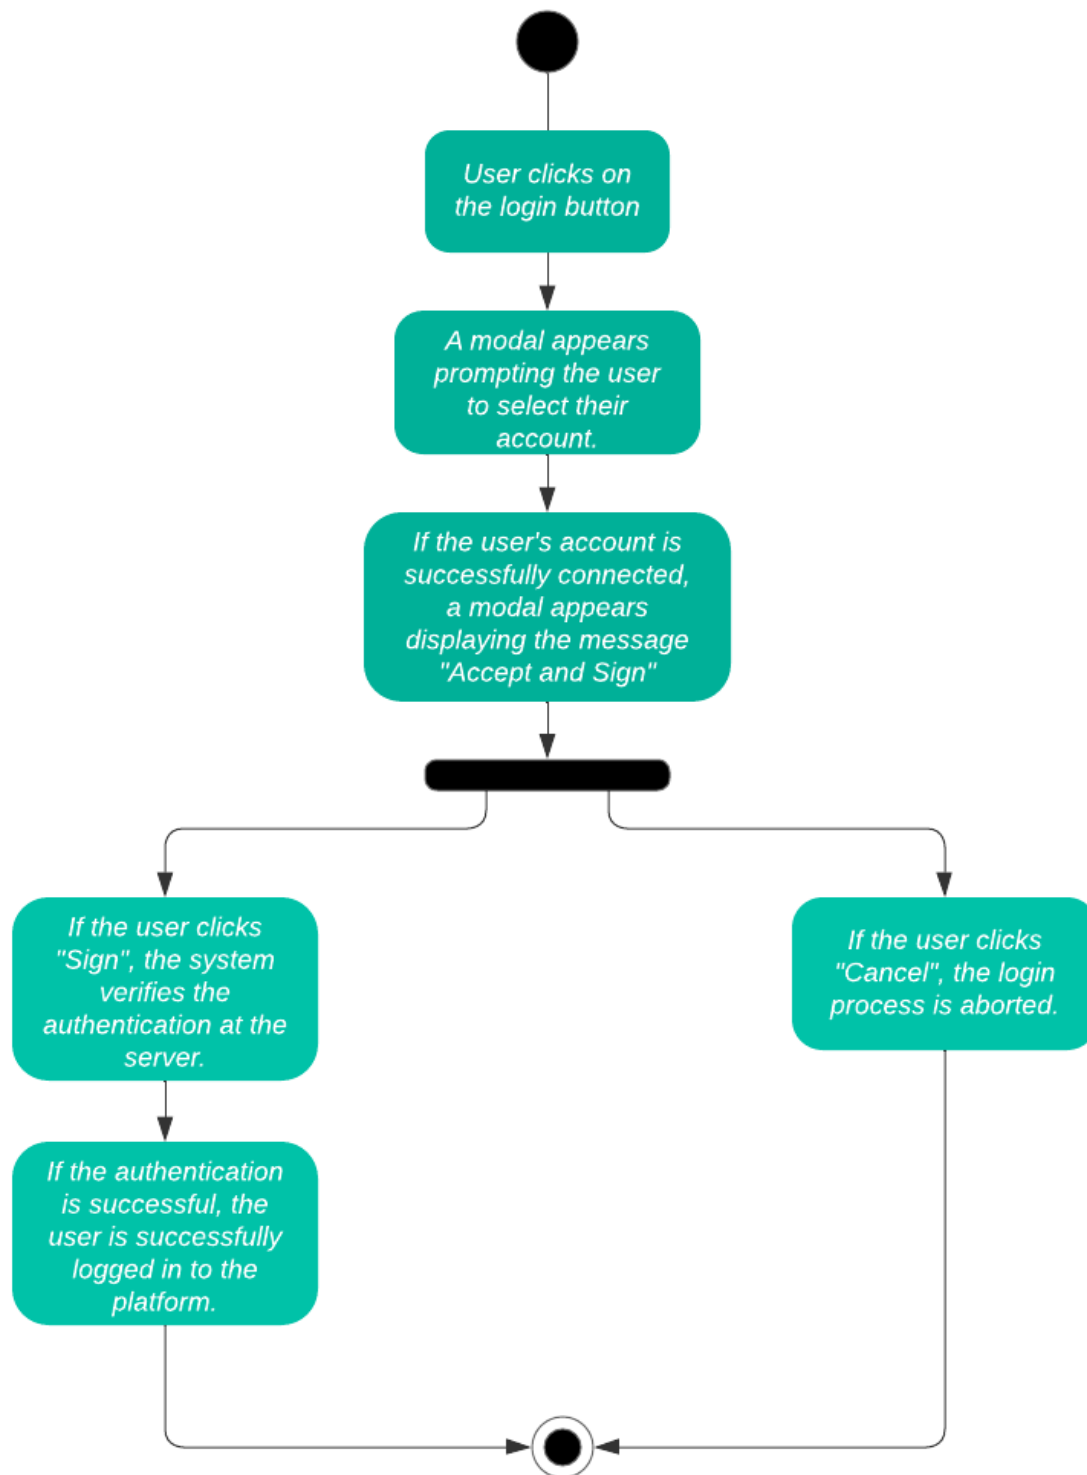 User clicks on
the login button
A modal appears
prompting the user
to select their
account.
If the user's account is
successfully connected,
a modal appears
displaying the message
"Accept and Sign"
If the user clicks
"Sign", the system
verifies the
authentication at the
server.
If the user clicks
"Cancel", the login
process is aborted.
If the authentication
is successful, the
user is successfully
logged in to the
platform.